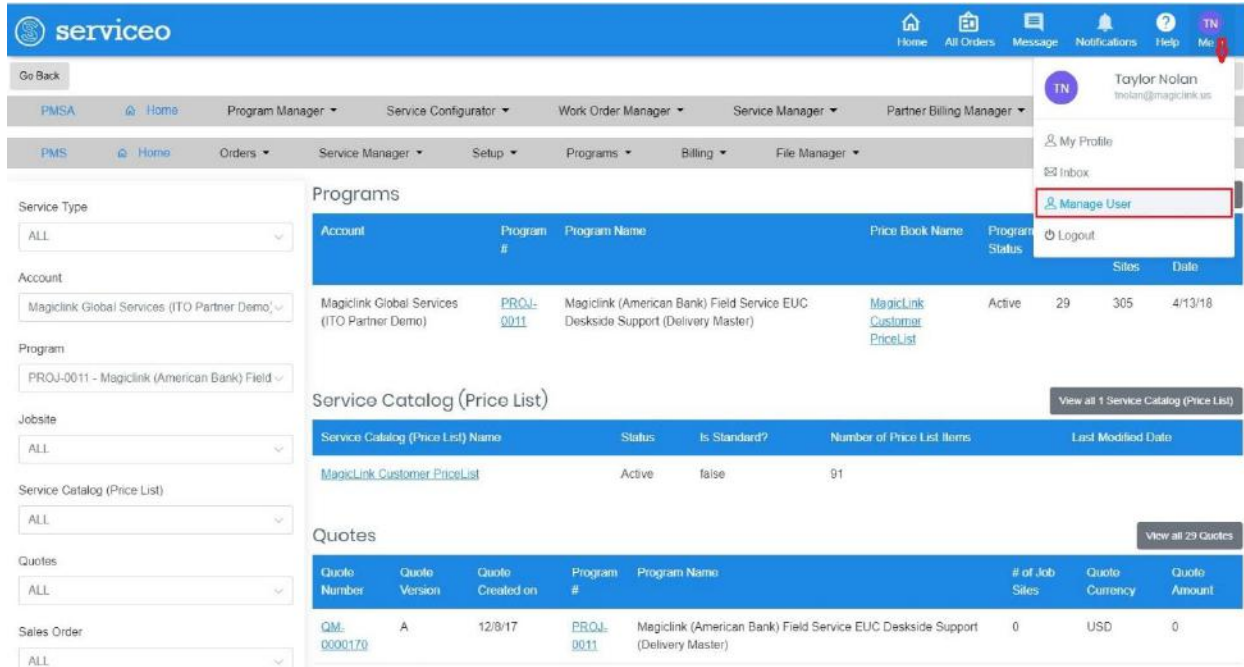 serviceo
Home All Orders Message Notifications Help Me
TN
Go Back
TN Taylor Nolan
tnolan@magiclink.us
My Profile
Inbox
Manage User
Logout
PMSA Home Program Manager Service Configurator Work Order Manager Service Manager Partner Billing Manager
PMS Home Orders Service Manager Setup Programs Billing File Manager
Service Type
ALL
Account
Magiclink Global Services (ITO Partner Demo)
Program
PROJ-0011 - Magiclink (American Bank) Field
Jobsite
ALL
Service Catalog (Price List)
ALL
Quotes
ALL
Sales Order
ALL
Programs
Account Program # Program Name Price Book Name Program Status Sites Date
Magiclink Global Services PROJ- Magiclink (American Bank) Field Service EUC MagicLink Active 29 305 4/13/18
(ITO Partner Demo) 0011 Deskside Support (Delivery Master) Customer
PriceList
Service Catalog (Price List) View all 1 Service Catalog (Price List)
Service Catalog (Price List) Name Status Is Standard? Number of Price List Items Last Modified Date
MagicLink Customer PriceList Active false 91
Quotes View all 29 Quotes
Quote Quote Quote Program Program Name # of Job Quote Quote
Number Version Created on # Sites Currency Amount
QM- A 12/8/17 PROJ- Magiclink (American Bank) Field Service EUC Deskside Support 0 USD 0
0000170 0011 (Delivery Master)